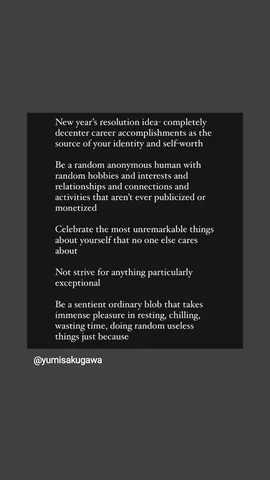 New year's resolution idea- completely
decenter career accomplishments as the
source of your identity and self-worth
Be a random anonymous human with
random hobbies and interests and
relationships and connections and
activities that aren't ever publicized or
monetized
Celebrate the most unremarkable things
about yourself that no one else cares
about
Not strive for anything particularly
exceptional
Be a sentient ordinary blob that takes
immense pleasure in resting, chilling,
wasting time, doing random useless
things just because
@yumisakugawa